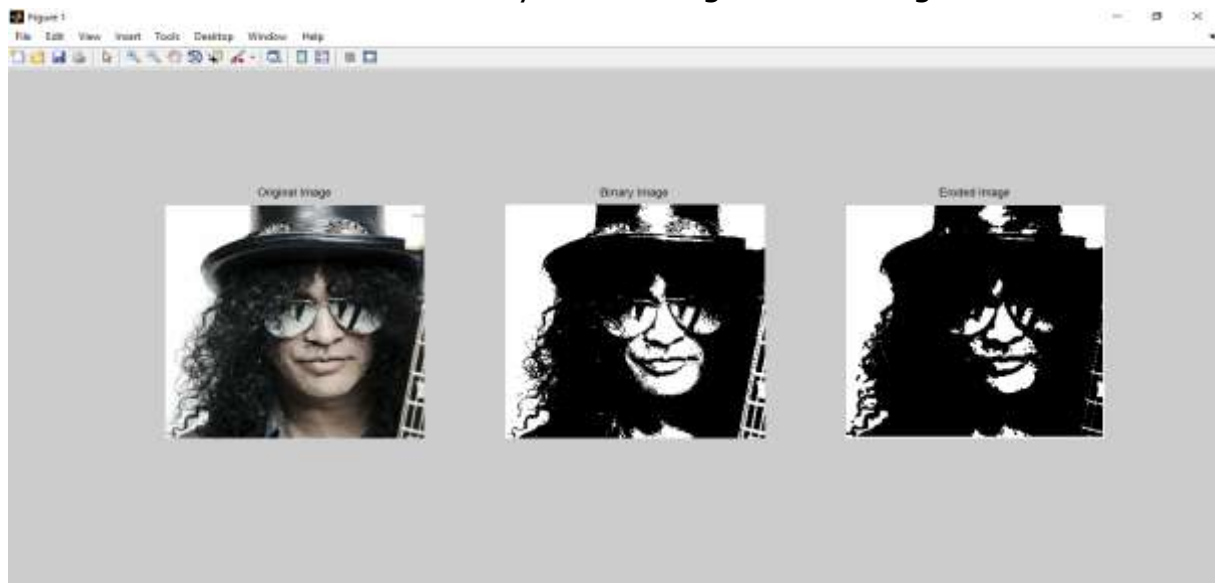 Figure 1
File Edit View Insert Tools Desktop Window Help
Original Image
Binary Image
Eroded Image